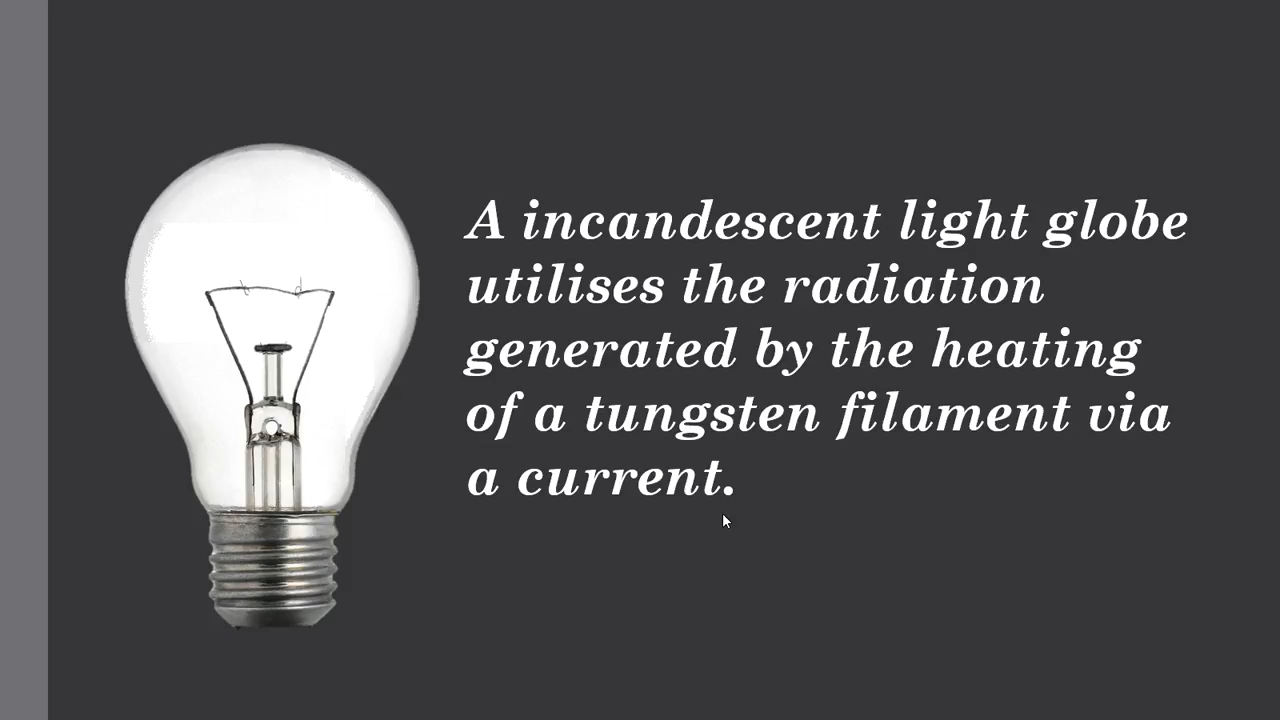 A incandescent light globe
utilises the radiation
generated by the heating
of a tungsten filament via
a current.